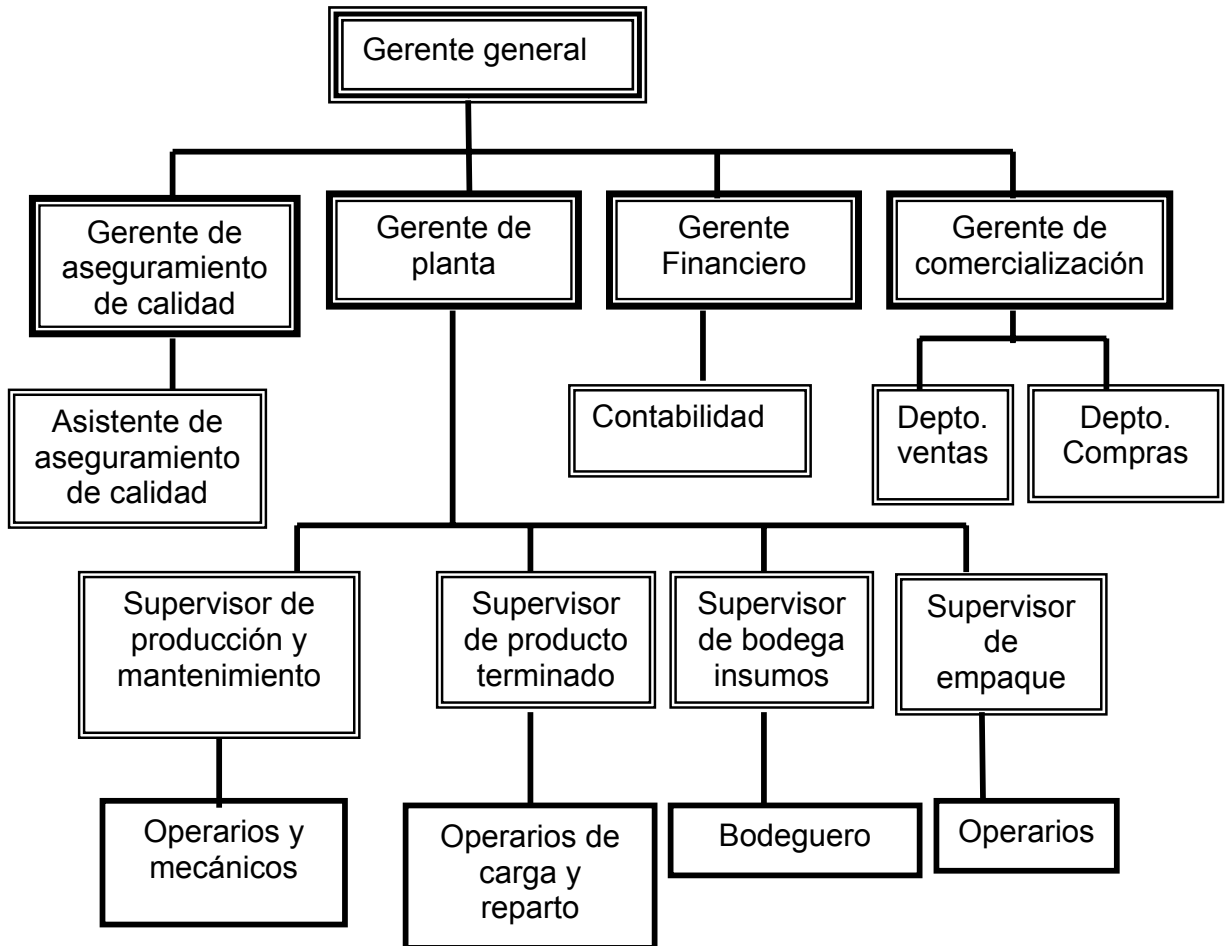 Gerente general
Gerente de
aseguramiento
de calidad
Gerente de
planta
Gerente
Financiero
Gerente de
comercialización
Asistente de
aseguramiento
de calidad
Contabilidad
Depto.
ventas
Depto.
Compras
Supervisor de
producción y
mantenimiento
Supervisor
de producto
terminado
Supervisor
de bodega
insumos
Supervisor
de
empaque
Operarios y
mecánicos
Operarios de
carga y
reparto
Bodeguero
Operarios